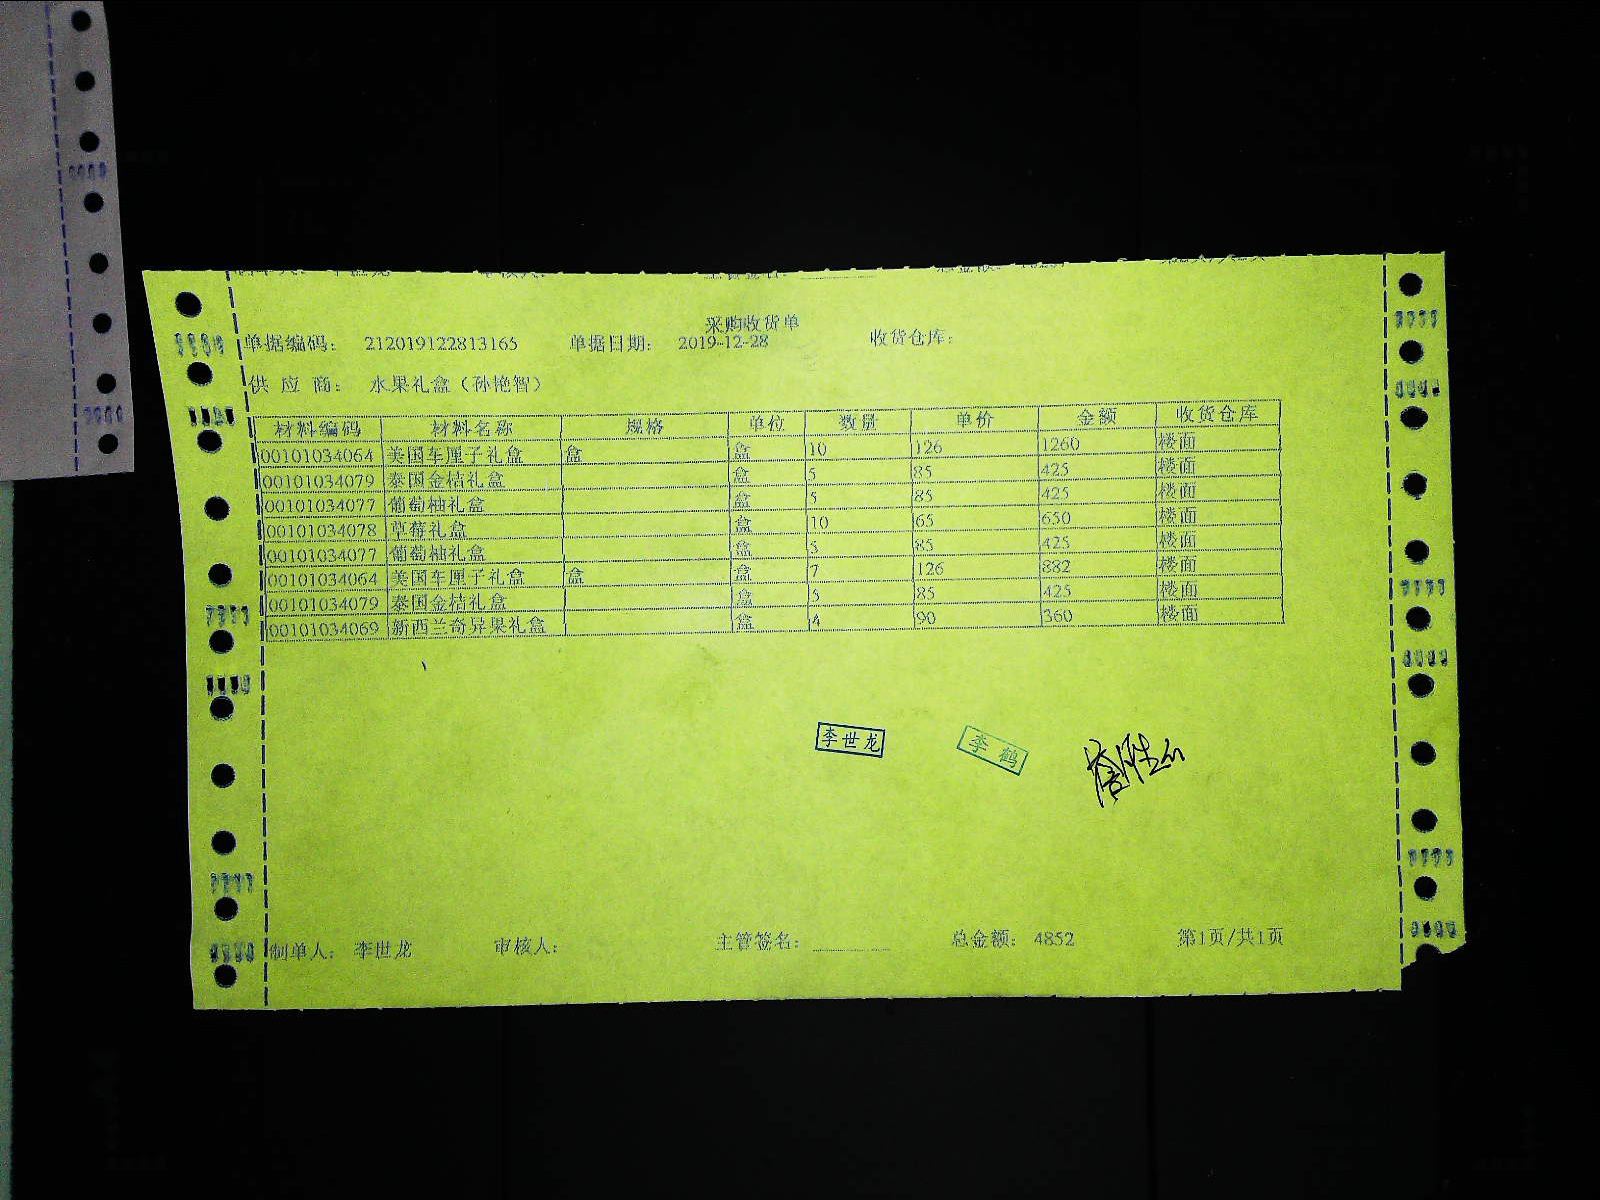 采购收货单
单据编码： 212019122813165 单据日期： 2019-12-28 收货仓库：
供 应 商： 水果礼盒（孙艳智）
材料编码 材料名称 规格 单位 数量 单价 金额 收货仓库
00101034064 美国车厘子礼盒 盒 盒 10 126 1260 楼面
00101034079 泰国金桔礼盒 盒 5 85 425 楼面
00101034077 葡萄柚礼盒 盒 5 85 425 楼面
00101034078 草莓礼盒 盒 10 65 650 楼面
00101034077 葡萄柚礼盒 盒 5 85 425 楼面
00101034064 美国车厘子礼盒 盒 盒 7 126 882 楼面
00101034079 泰国金桔礼盒 盒 5 85 425 楼面
00101034069 新西兰奇异果礼盒 盒 4 90 360 楼面
李世龙 李鹤
制单人： 李世龙 审核人： 主管签名： 总金额： 4852 第1页/共1页